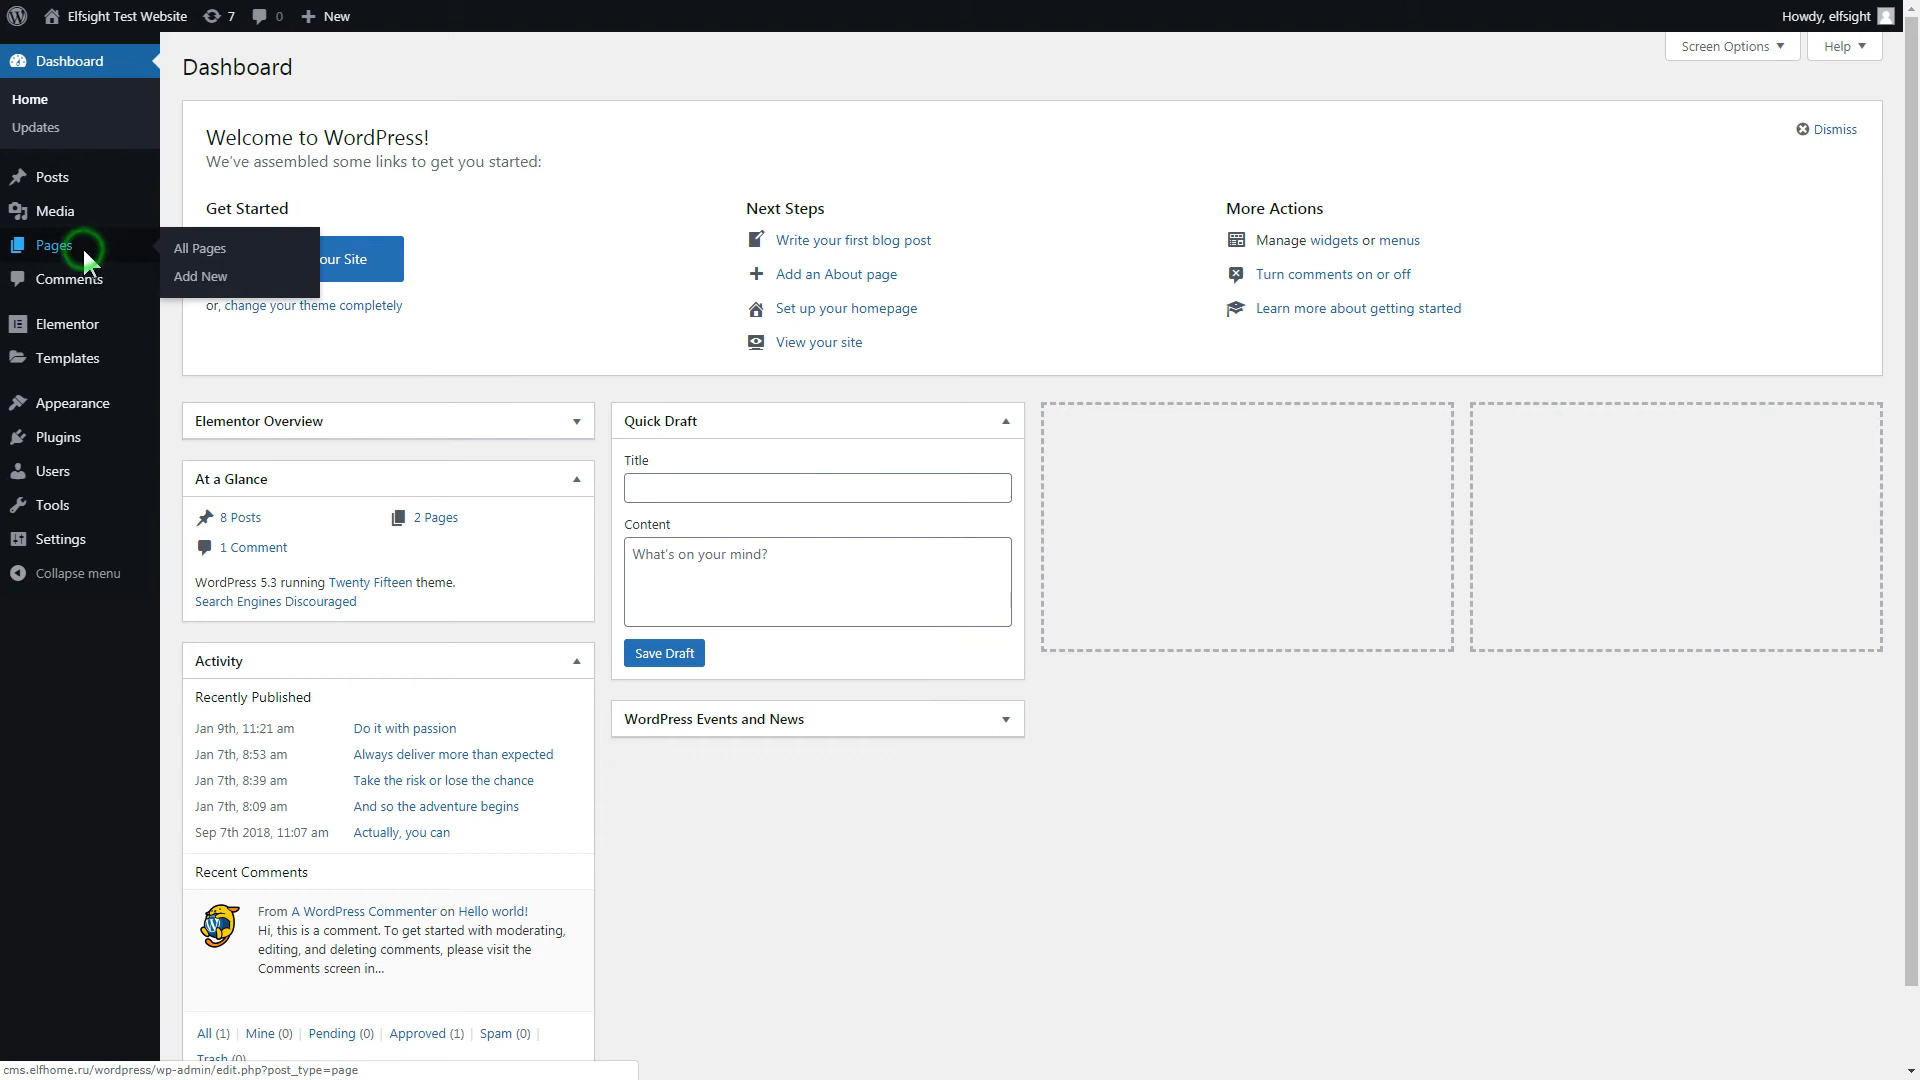 Elfsight Test Website 7 0 New Howdy, elfsight
Screen Options Help
Dashboard
Home
Updates
Posts
Media
Pages
Comments
Elementor
Templates
Appearance
Plugins
Users
Tools
Settings
Collapse menu
All Pages
Add New
Dashboard
Welcome to WordPress!
We've assembled some links to get you started:
Dismiss
Get Started
our Site
or, change your theme completely
Next Steps
Write your first blog post
Add an About page
Set up your homepage
View your site
More Actions
Manage widgets or menus
Turn comments on or off
Learn more about getting started
Elementor Overview
At a Glance
8 Posts 2 Pages
1 Comment
WordPress 5.3 running Twenty Fifteen theme.
Search Engines Discouraged
Activity
Recently Published
Jan 9th, 11:21 am Do it with passion
Jan 7th, 8:53 am Always deliver more than expected
Jan 7th, 8:39 am Take the risk or lose the chance
Jan 7th, 8:09 am And so the adventure begins
Sep 7th 2018, 11:07 am Actually, you can
Recent Comments
From A WordPress Commenter on Hello world!
Hi, this is a comment. To get started with moderating,
editing, and deleting comments, please visit the
Comments screen in...
All (1) | Mine (0) | Pending (0) | Approved (1) | Spam (0) |
Trash (0)
Quick Draft
Title
Content
What's on your mind?
Save Draft
WordPress Events and News
cms.elfhome.ru/wordpress/wp-admin/edit.php?post_type=page